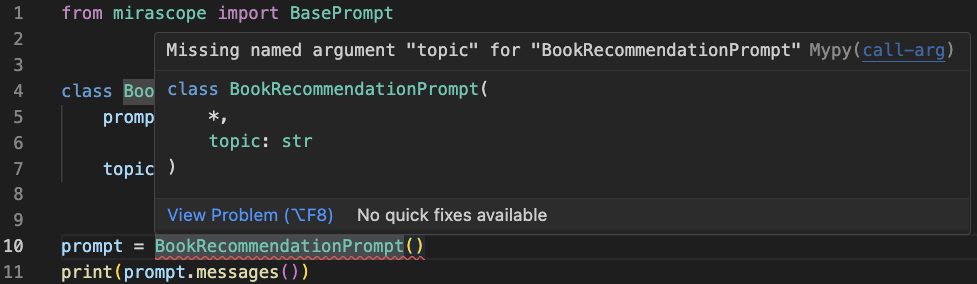 1 from mirascope import BasePrompt
2
3
Missing named argument "topic" for "BookRecommendationPrompt" Mypy(call-arg)
4 class Boo
class BookRecommendationPrompt(
5 promp
*,
6
topic: str
7 topic
)
8
9
View Problem (⌥F8) No quick fixes available
10 prompt = BookRecommendationPrompt()
11 print(prompt.messages())